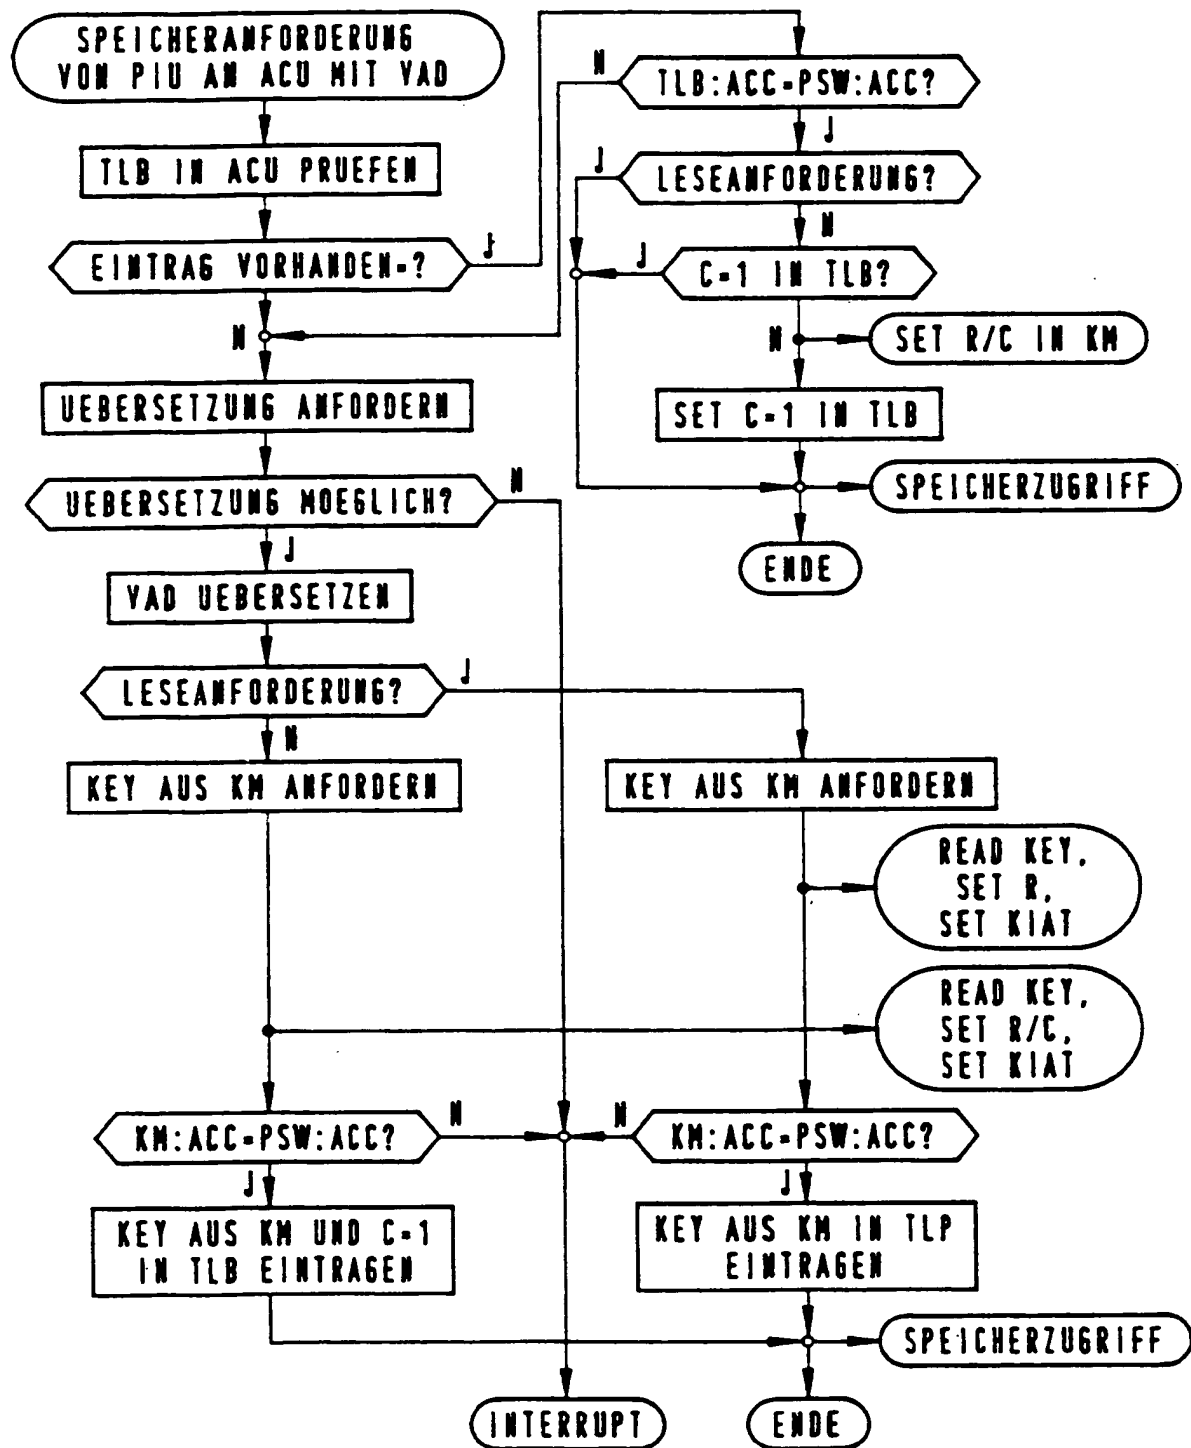 SPEICHERANFORDERUNG
VON PIU AN ACU MIT VAD
TLB IN ACU PRUEFEN
EINTRAG VORHANDEN=?
J
N
UEBERSETZUNG ANFORDERN
UEBERSETZUNG MOEGLICH?
N
J
VAD UEBERSETZEN
LESEANFORDERUNG?
J
N
KEY AUS KM ANFORDERN
KM:ACC=PSW:ACC?
N
J
KEY AUS KM UND C=1
IN TLB EINTRAGEN
INTERRUPT
N
TLB:ACC=PSW:ACC?
J
J
LESEANFORDERUNG?
N
J
C=1 IN TLB?
N
SET R/C IN KM
SET C=1 IN TLB
SPEICHERZUGRIFF
ENDE
KEY AUS KM ANFORDERN
READ KEY,
SET R,
SET KIAT
READ KEY,
SET R/C,
SET KIAT
N
KM:ACC=PSW:ACC?
J
KEY AUS KM IN TLP
EINTRAGEN
SPEICHERZUGRIFF
ENDE